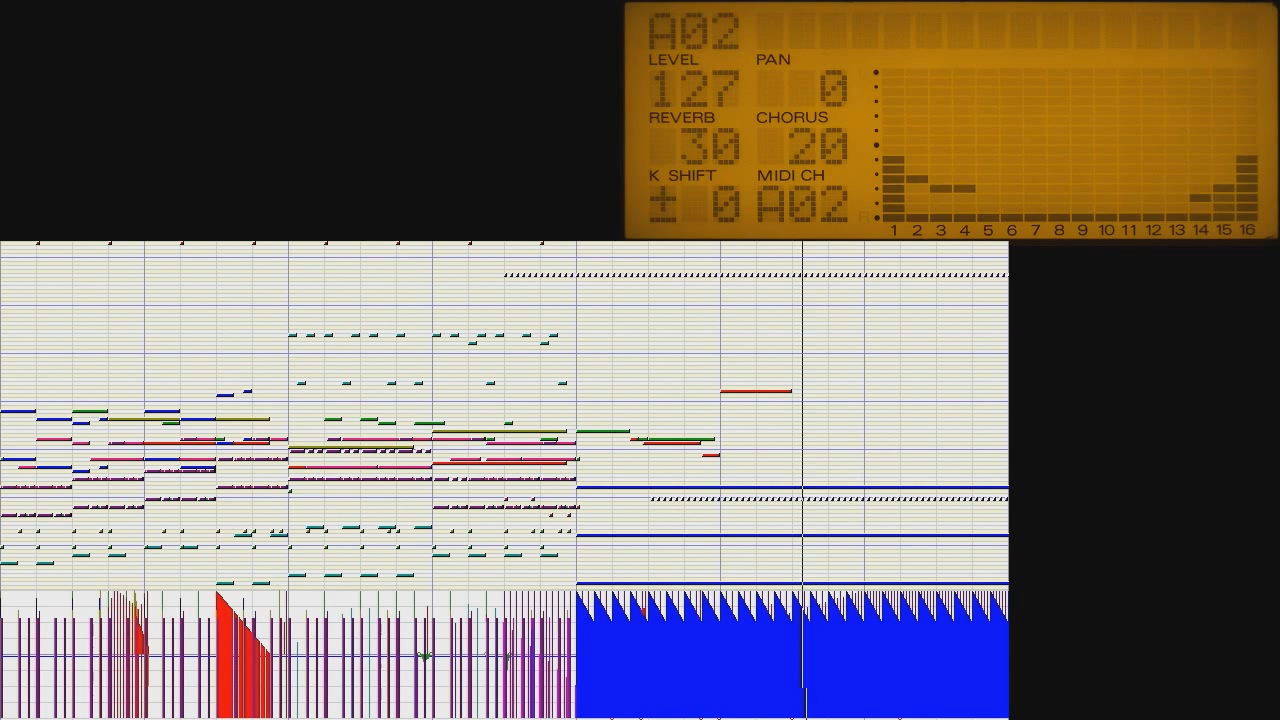 A02
LEVEL PAN
127 0
REVERB CHORUS
30 20
K SHIFT MIDI CH
± 0 A02
R
1 2 3 4 5 6 7 8 9 10 11 12 13 14 15 16